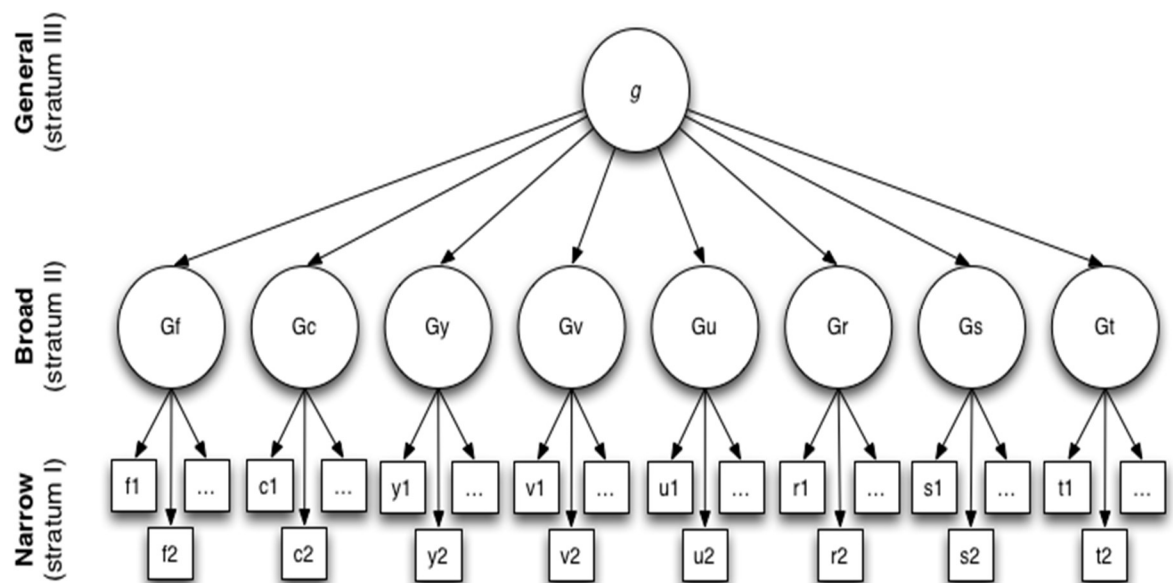 General
(stratum III)
g
Broad
(stratum II)
Gf
Gc
Gy
Gv
Gu
Gr
Gs
Gt
Narrow
(stratum I)
f1
...
c1
...
y1
...
v1
...
u1
...
r1
...
s1
...
t1
...
f2
c2
y2
v2
u2
r2
s2
t2